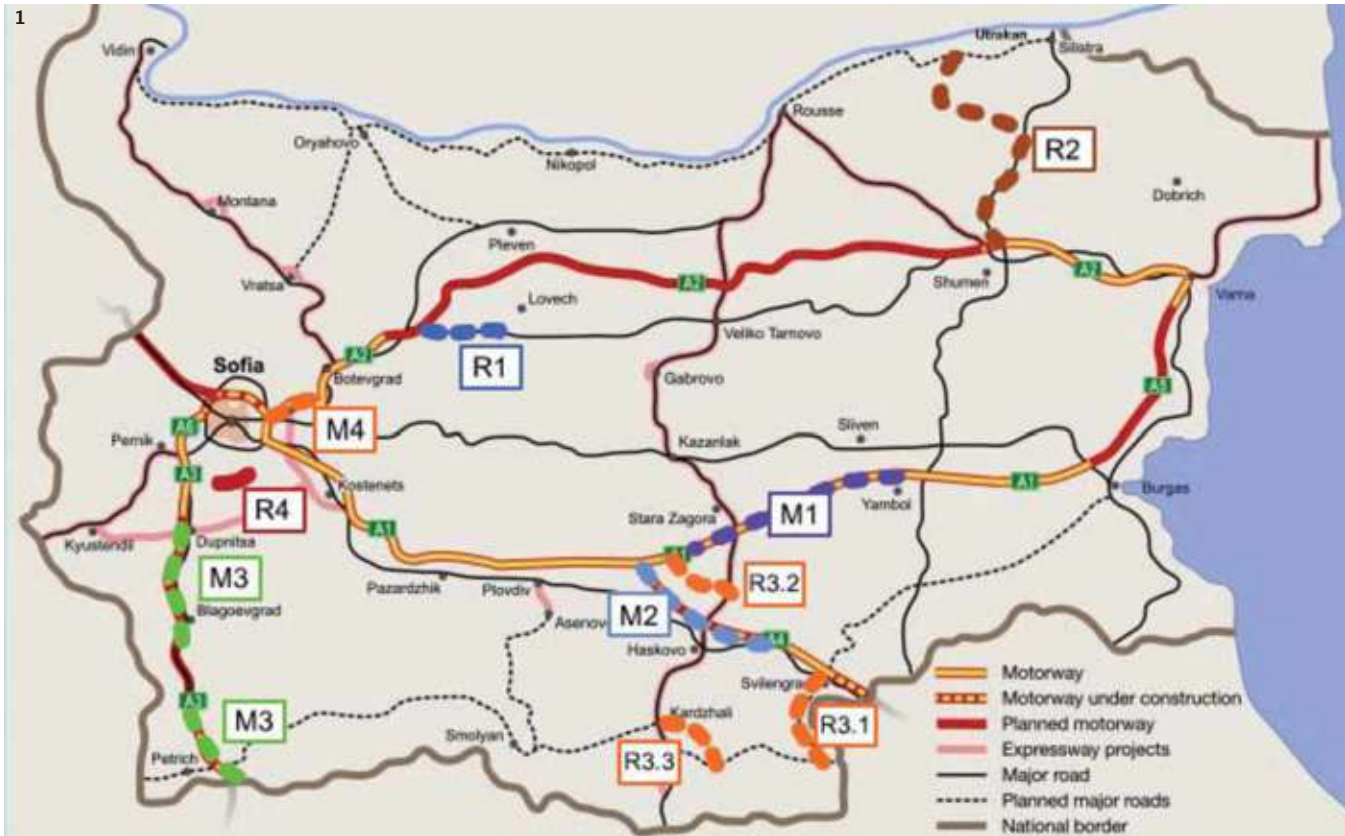 1
Vidin
Utrakan
Silistra
Rousse
Oryahovo
Nikopol
R2
Dobrich
Montana
Pleven
Vratsa
A2
Shumen
A2
Varna
Lovech
Veliko Tarnovo
A2
R1
Sofia
Botevgrad
Gabrovo
A5
M4
Pernik
A6
Sliven
Kazanlak
A3
Kostenets
R4
A1
Burgas
Yambol
Stara Zagora
M1
Kyustendil
Dupnitsa
A1
M3
R3.2
Pazardzhik
Plovdiv
Blagoevgrad
M2
Asenov
A4
Haskovo
Svilengra
Motorway
Motorway under construction
A3
M3
Kardzhali
R3.1
Planned motorway
Smolyan
Expressway projects
Petrich
R3.3
Major road
Planned major roads
National border